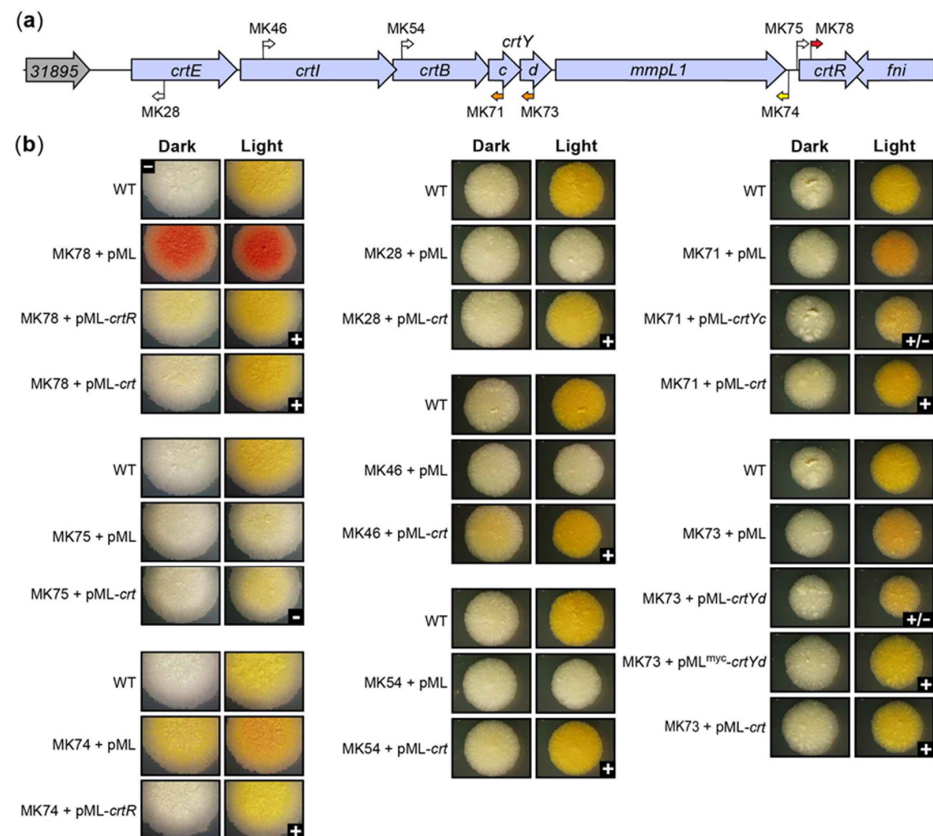 (a)
MK46 MK54 crtY MK75 MK78
31895 crtE crtI crtB c d mmpL1 crtR fni
MK28 MK71 MK73 MK74
(b)
Dark Light
WT −
MK78 + pML
MK78 + pML-crtR +
MK78 + pML-crt +
WT
MK75 + pML
MK75 + pML-crt −
WT
MK74 + pML
MK74 + pML-crtR +
Dark Light
WT
MK28 + pML
MK28 + pML-crt +
WT
MK46 + pML
MK46 + pML-crt +
WT
MK54 + pML
MK54 + pML-crt +
Dark Light
WT
MK71 + pML
MK71 + pML-crtYc +/−
MK71 + pML-crt +
WT
MK73 + pML
MK73 + pML-crtYd +/−
MK73 + pMLmyc-crtYd +
MK73 + pML-crt +